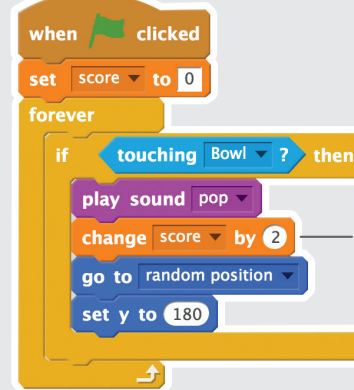 when clicked
set score to 0
forever
if touching Bowl ? then
play sound pop
change score by 2
go to random position
set y to 180